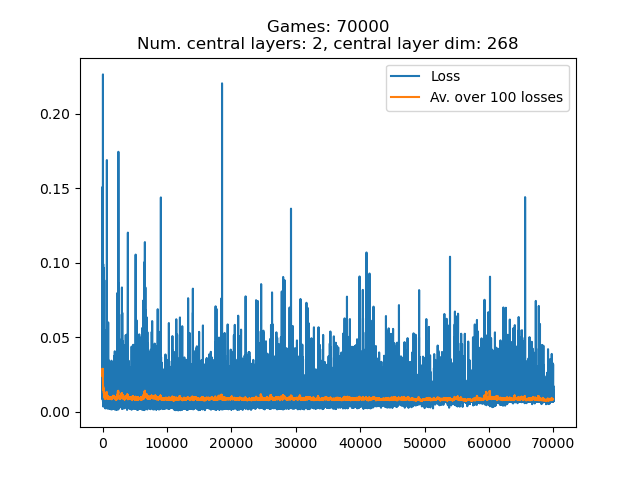 Games: 70000
Num. central layers: 2, central layer dim: 268
Loss
Av. over 100 losses
0.20
0.15
0.10
0.05
0.00
0 10000 20000 30000 40000 50000 60000 70000